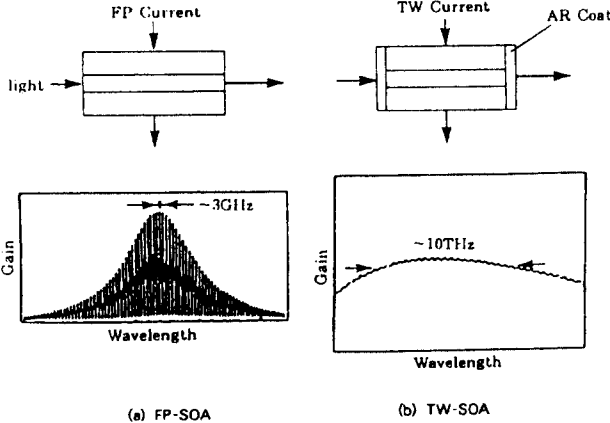 FP Current
light
TW Current
AR Coat
~3GHz
Gain
Wavelength
~10THz
Gain
Wavelength
(a) FP-SOA
(b) TW-SOA